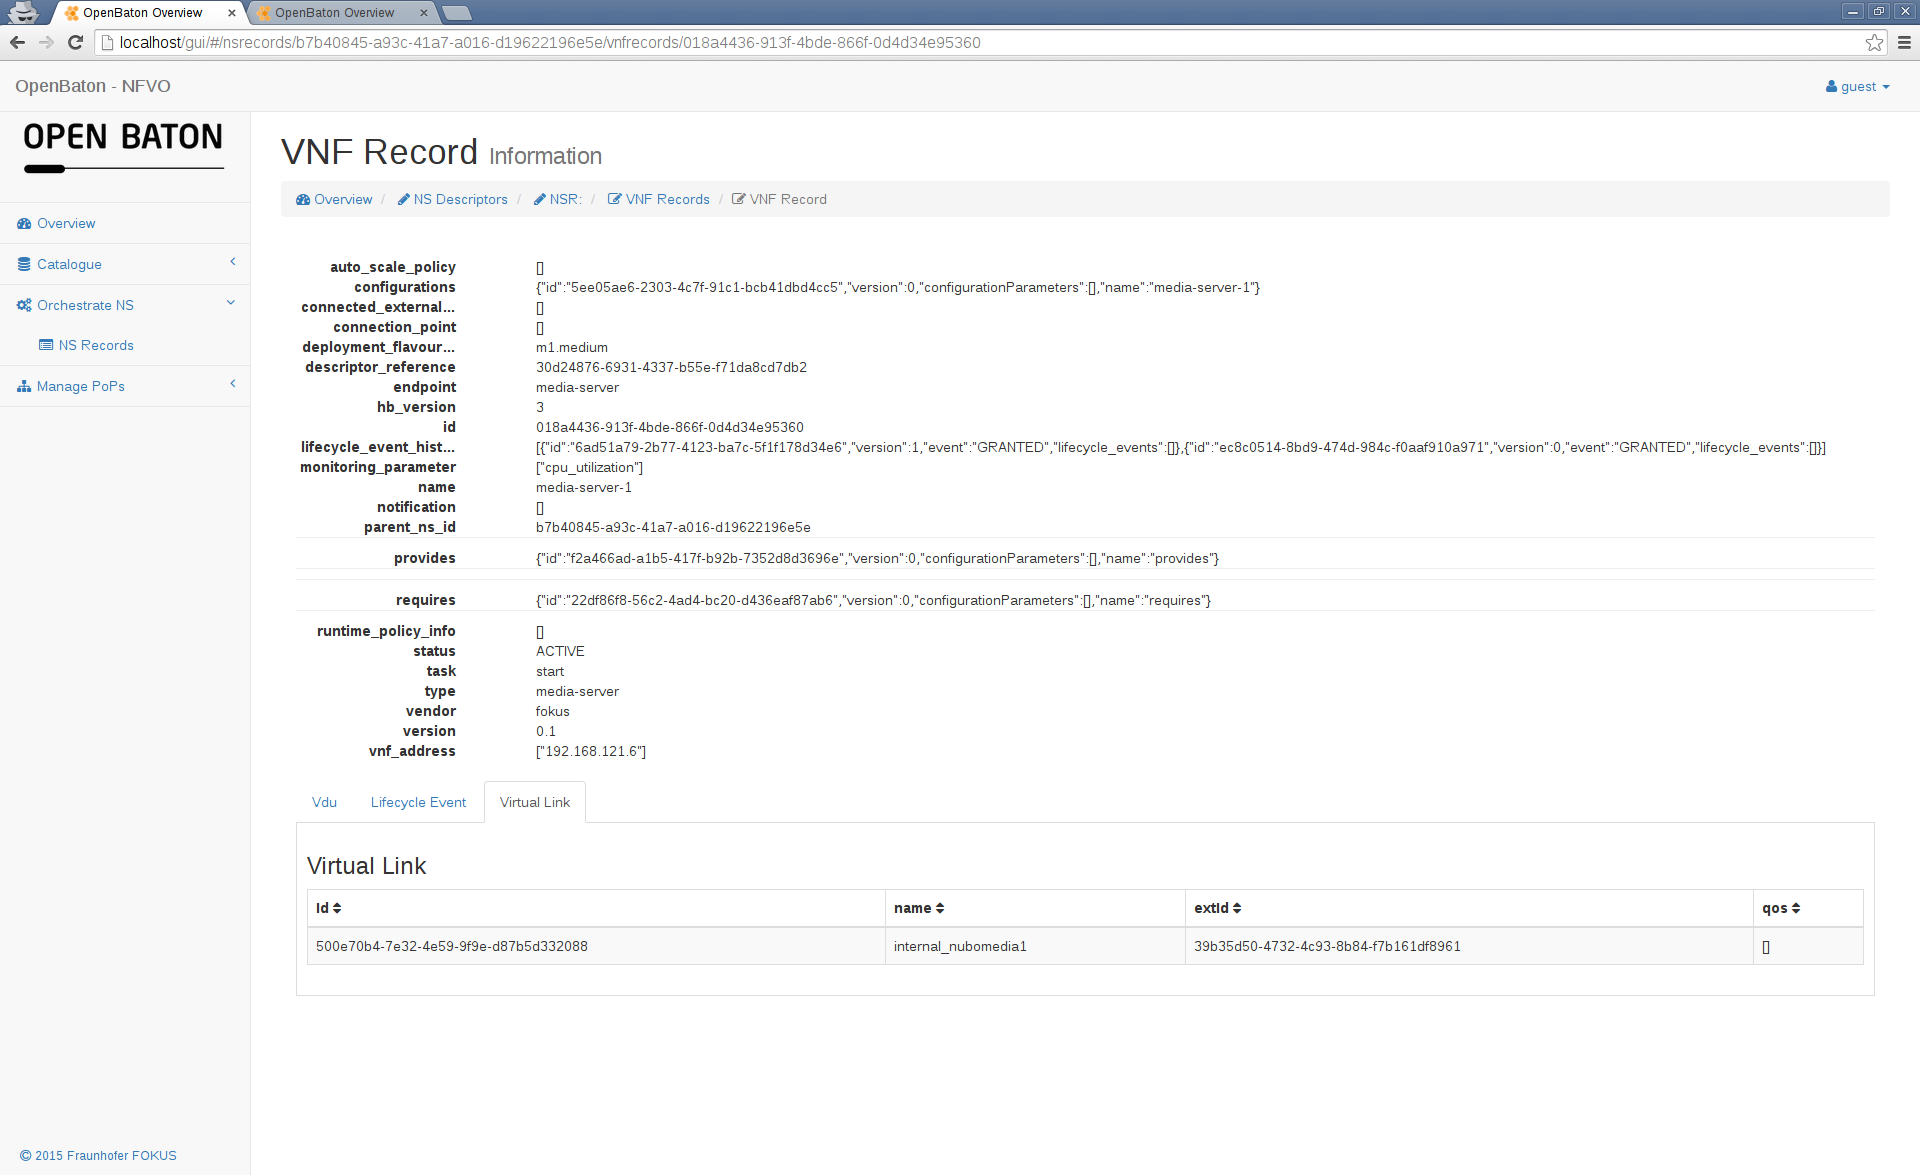 OpenBaton Overview
OpenBaton Overview
localhost/gui/#/nsrecords/b7b40845-a93c-41a7-a016-d19622196e5e/vnfrecords/018a4436-913f-4bde-866f-0d4d34e95360
OpenBaton - NFVO
guest
OPEN BATON
Overview
Catalogue
Orchestrate NS
NS Records
Manage PoPs
VNF Record Information
Overview / NS Descriptors / NSR: / VNF Records / VNF Record
auto_scale_policy []
configurations {"id":"5ee05ae6-2303-4c7f-91c1-bcb41dbd4cc5","version":0,"configurationParameters":[],"name":"media-server-1"}
connected_external... []
connection_point []
deployment_flavour... m1.medium
descriptor_reference 30d24876-6931-4337-b55e-f71da8cd7db2
endpoint media-server
hb_version 3
id 018a4436-913f-4bde-866f-0d4d34e95360
lifecycle_event_hist... [{"id":"6ad51a79-2b77-4123-ba7c-5f1f178d34e6","version":1,"event":"GRANTED","lifecycle_events":[]},{"id":"ec8c0514-8bd9-474d-984c-f0aaf910a971","version":0,"event":"GRANTED","lifecycle_events":[]}]
monitoring_parameter ["cpu_utilization"]
name media-server-1
notification []
parent_ns_id b7b40845-a93c-41a7-a016-d19622196e5e
provides {"id":"f2a466ad-a1b5-417f-b92b-7352d8d3696e","version":0,"configurationParameters":[],"name":"provides"}
requires {"id":"22df86f8-56c2-4ad4-bc20-d436eaf87ab6","version":0,"configurationParameters":[],"name":"requires"}
runtime_policy_info []
status ACTIVE
task start
type media-server
vendor fokus
version 0.1
vnf_address ["192.168.121.6"]
Vdu Lifecycle Event Virtual Link
Virtual Link
id name extId qos
500e70b4-7e32-4e59-9f9e-d87b5d332088 internal_nubomedia1 39b35d50-4732-4c93-8b84-f7b161df8961 []
© 2015 Fraunhofer FOKUS